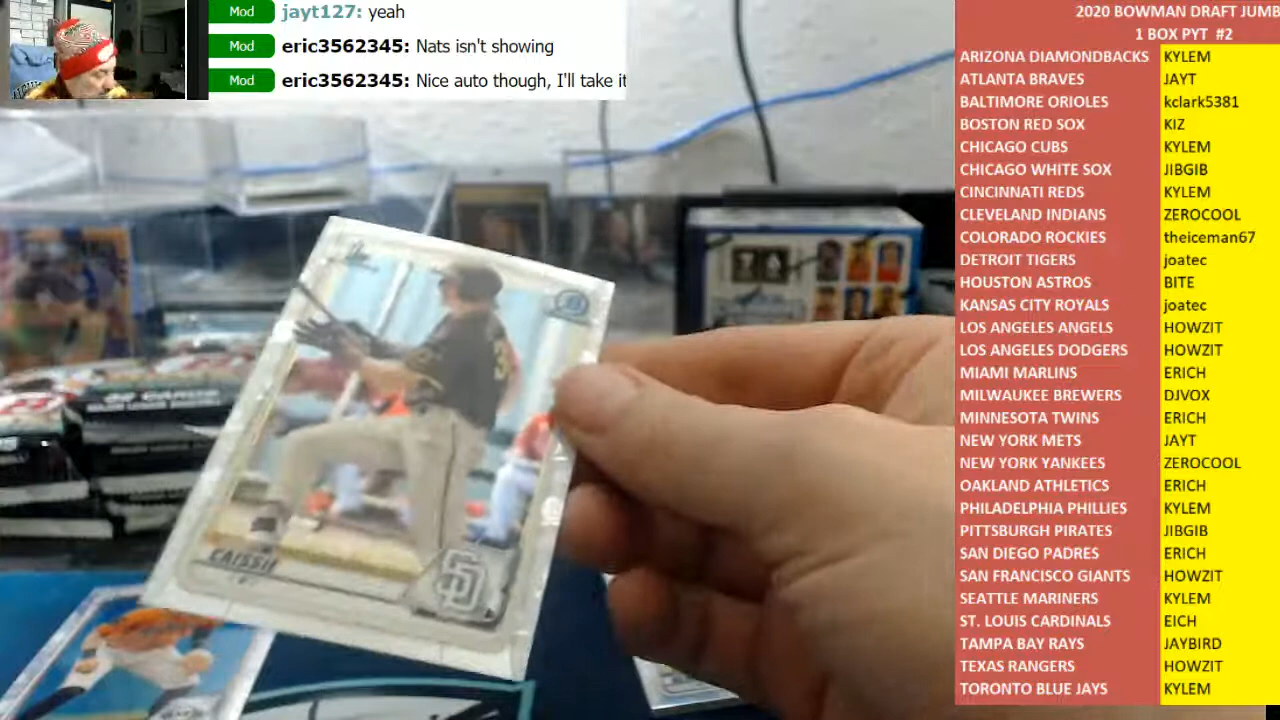 Mod jayt127: yeah
Mod eric3562345: Nats isn't showing
Mod eric3562345: Nice auto though, I'll take it
2020 BOWMAN DRAFT JUMB
1 BOX PYT #2
ARIZONA DIAMONDBACKS KYLEM
ATLANTA BRAVES JAYT
BALTIMORE ORIOLES kclark5381
BOSTON RED SOX KIZ
CHICAGO CUBS KYLEM
CHICAGO WHITE SOX JIBGIB
CINCINNATI REDS KYLEM
CLEVELAND INDIANS ZEROCOOL
COLORADO ROCKIES theiceman67
DETROIT TIGERS joatec
HOUSTON ASTROS BITE
KANSAS CITY ROYALS joatec
LOS ANGELES ANGELS HOWZIT
LOS ANGELES DODGERS HOWZIT
MIAMI MARLINS ERICH
MILWAUKEE BREWERS DJVOX
MINNESOTA TWINS ERICH
NEW YORK METS JAYT
NEW YORK YANKEES ZEROCOOL
OAKLAND ATHLETICS ERICH
PHILADELPHIA PHILLIES KYLEM
PITTSBURGH PIRATES JIBGIB
SAN DIEGO PADRES ERICH
SAN FRANCISCO GIANTS HOWZIT
SEATTLE MARINERS KYLEM
ST. LOUIS CARDINALS EICH
TAMPA BAY RAYS JAYBIRD
TEXAS RANGERS HOWZIT
TORONTO BLUE JAYS KYLEM
CAISSIE
SD